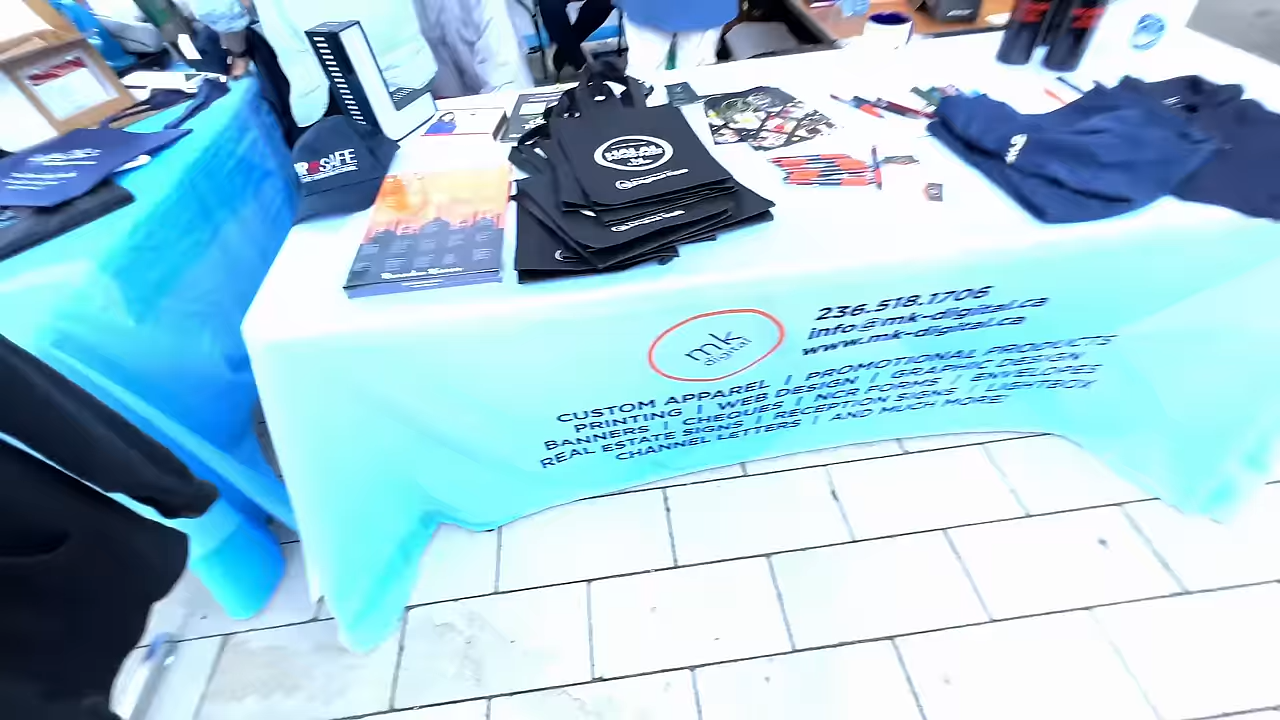 SAFE
HALAL
236.518.1706
info@mk-digital.ca
www.mk-digital.ca
mk
digital
CUSTOM APPAREL | PROMOTIONAL PRODUCTS
PRINTING | WEB DESIGN | GRAPHIC DESIGN
BANNERS | CHEQUES | NCR FORMS | ENVELOPES
REAL ESTATE SIGNS | RECEPTION SIGNS | LIGHTBOX
CHANNEL LETTERS | AND MUCH MORE!